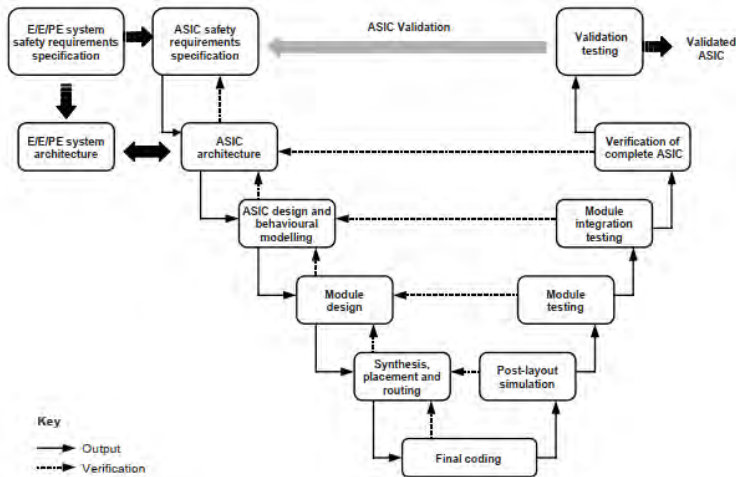 E/E/PE system
safety requirements
specification
ASIC safety
requirements
specification
ASIC Validation
Validation
testing
Validated
ASIC
E/E/PE system
architecture
ASIC
architecture
Verification of
complete ASIC
ASIC design and
behavioural
modelling
Module
integration
testing
Module
design
Module
testing
Synthesis,
placement and
routing
Post-layout
simulation
Final coding
Key
Output
Verification